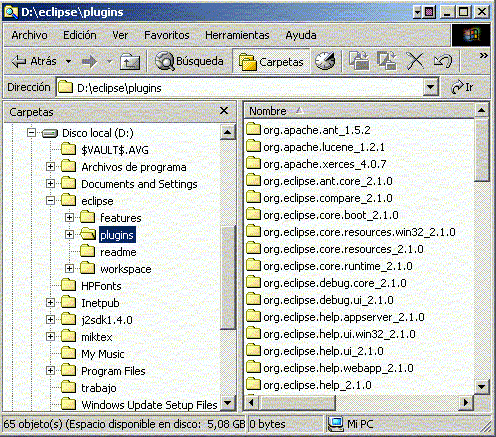 D:\eclipse\plugins
Archivo Edición Ver Favoritos Herramientas Ayuda
Atrás Búsqueda Carpetas
Dirección D:\eclipse\plugins Ir
Carpetas
Disco local (D:)
$VAULT$.AVG
Archivos de programa
Documents and Settings
eclipse
features
plugins
readme
workspace
HPFonts
Inetpub
j2sdk1.4.0
miktex
My Music
Program Files
trabajo
Windows Update Setup Files
Nombre
org.apache.ant_1.5.2
org.apache.lucene_1.2.1
org.apache.xerces_4.0.7
org.eclipse.ant.core_2.1.0
org.eclipse.compare_2.1.0
org.eclipse.core.boot_2.1.0
org.eclipse.core.resources.win32_2.1.0
org.eclipse.core.resources_2.1.0
org.eclipse.core.runtime_2.1.0
org.eclipse.debug.core_2.1.0
org.eclipse.debug.ui_2.1.0
org.eclipse.help.appserver_2.1.0
org.eclipse.help.ui.win32_2.1.0
org.eclipse.help.ui_2.1.0
org.eclipse.help.webapp_2.1.0
org.eclipse.help_2.1.0
65 objeto(s) (Espacio disponible en disco: 5,08 GB 0 bytes Mi PC